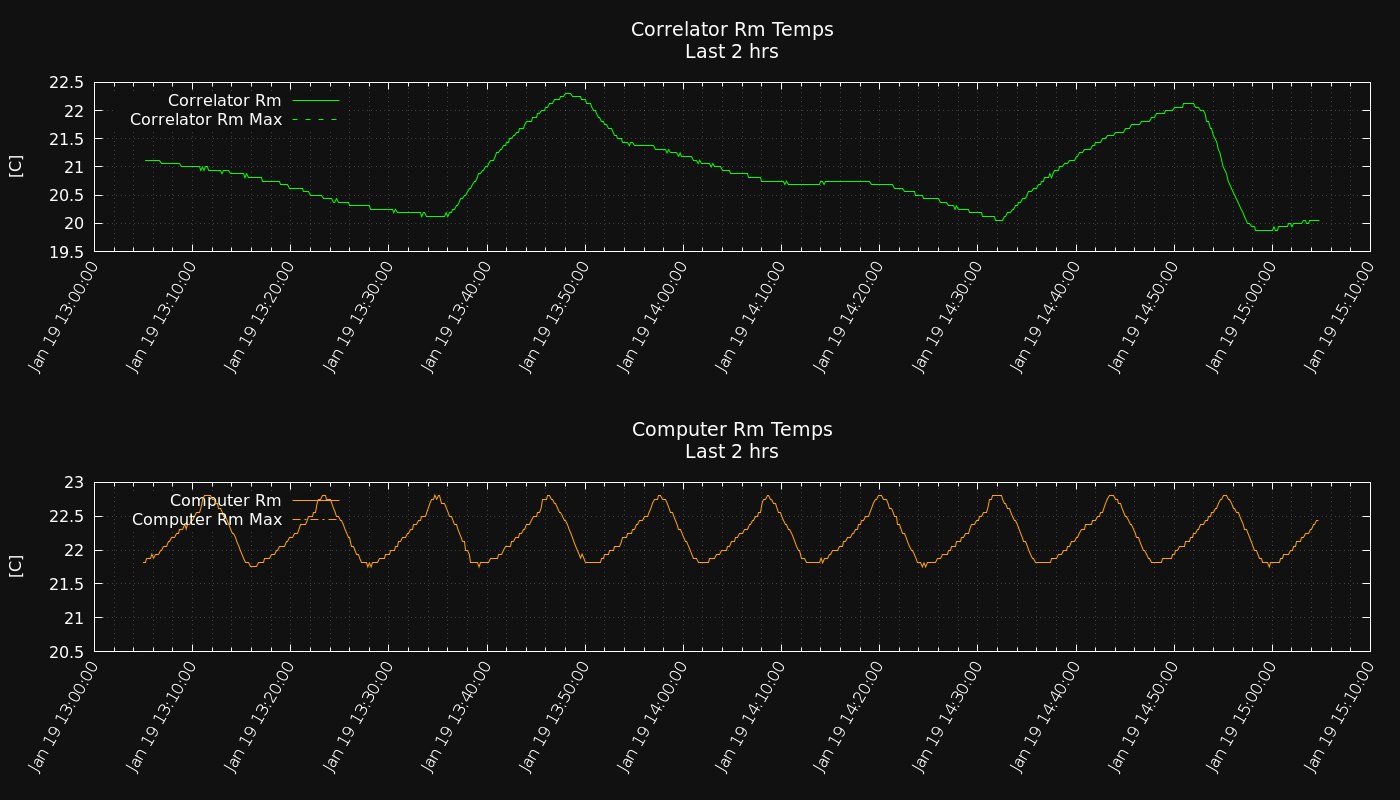 Correlator Rm Temps
Last 2 hrs
22.5
22
21.5
21
20.5
20
19.5
[C]
Correlator Rm
Correlator Rm Max
Jan 19 13:00:00
Jan 19 13:10:00
Jan 19 13:20:00
Jan 19 13:30:00
Jan 19 13:40:00
Jan 19 13:50:00
Jan 19 14:00:00
Jan 19 14:10:00
Jan 19 14:20:00
Jan 19 14:30:00
Jan 19 14:40:00
Jan 19 14:50:00
Jan 19 15:00:00
Jan 19 15:10:00
Computer Rm Temps
Last 2 hrs
23
22.5
22
21.5
21
20.5
[C]
Computer Rm
Computer Rm Max
Jan 19 13:00:00
Jan 19 13:10:00
Jan 19 13:20:00
Jan 19 13:30:00
Jan 19 13:40:00
Jan 19 13:50:00
Jan 19 14:00:00
Jan 19 14:10:00
Jan 19 14:20:00
Jan 19 14:30:00
Jan 19 14:40:00
Jan 19 14:50:00
Jan 19 15:00:00
Jan 19 15:10:00